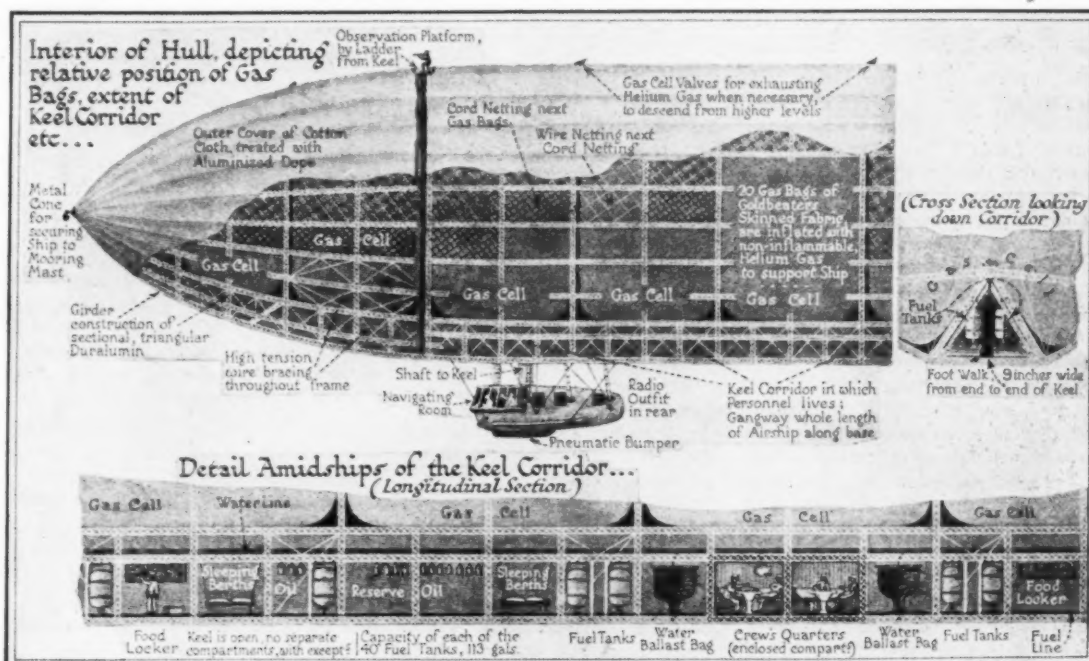 Interior of Hull, depicting
relative position of Gas
Bags, extent of
Keel Corridor
etc...
Observation Platform,
by Ladder
from Keel
Gas Cell Valves for exhausting
Helium Gas when necessary,
to descend from higher levels
Cord Netting next
Gas Bags
Wire Netting next
Cord Netting
Outer Cover of Cotton
Cloth, treated with
Aluminized Dope
Metal
Cone
for
securing
Ship to
Mooring
Mast
20 Gas Bags of
Goldbeaters
Skinned Fabric,
are inflated with
non-inflammable,
Helium Gas
to support Ship
Gas Cell
Gas Cell
Gas Cell
Gas Cell
Gas Cell
(Cross Section looking
down Corridor)
Fuel
Tanks
Foot Walk 9 inches wide
from end to end of Keel
Girder
construction of
sectional, triangular
Duralumin
High tension
wire bracing
throughout frame
Shaft to Keel
Navigating
Room
Radio
Outfit
in rear
Pneumatic Bumper
Keel Corridor in which
Personnel lives;
Gangway whole length
of Airship along base
Detail Amidships of the Keel Corridor...
(Longitudinal Section)
Gas Cell
Waterline
Gas Cell
Gas Cell
Gas Cell
Sleeping
Berths
Oil
Reserve Oil
Sleeping
Berths
Food
Looker
Food
Locker
Keel is open, no separate
compartments, with except?
Capacity of each of the
40 Fuel Tanks, 113 gals.
Fuel Tanks
Water
Ballast Bag
Crew's Quarters
(enclosed compart)
Water
Ballast Bag
Fuel Tanks
Fuel
Line